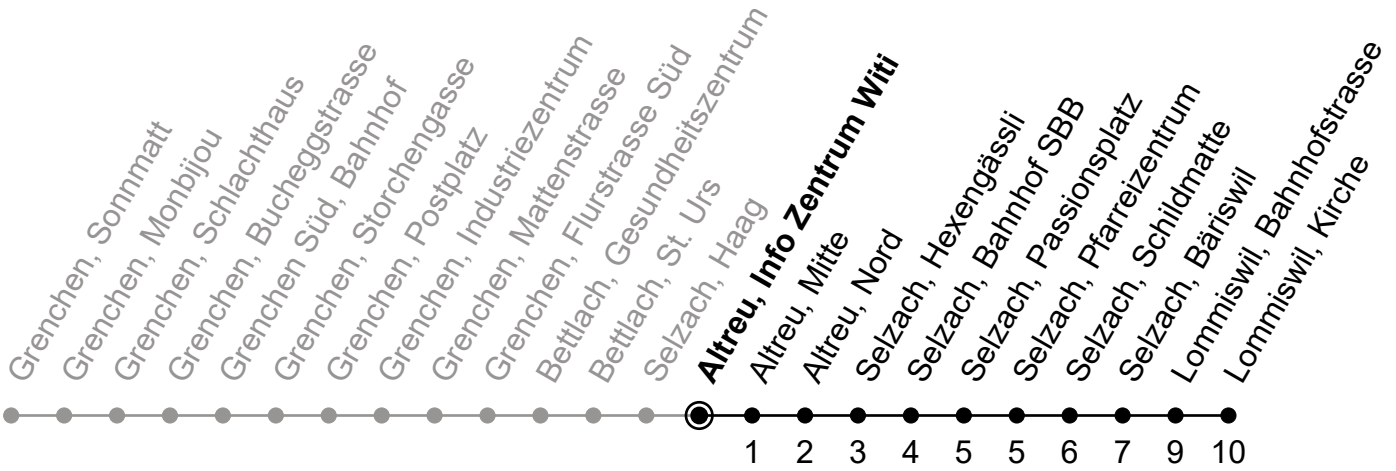 Grenchen, Sonnmatt
Grenchen, Monbijou
Grenchen, Schlachthaus
Grenchen, Bucheggstrasse
Grenchen Süd, Bahnhof
Grenchen, Storchengasse
Grenchen, Postplatz
Grenchen, Industriezentrum
Grenchen, Mattenstrasse
Grenchen, Flurstrasse Süd
Bettlach, Gesundheitszentrum
Bettlach, St. Urs
Selzach, Haag
Altreu, Info Zentrum Witi
Altreu, Mitte
Altreu, Nord
Selzach, Hexengässli
Selzach, Bahnhof SBB
Selzach, Passionsplatz
Selzach, Pfarreizentrum
Selzach, Schildmatte
Selzach, Bäriswil
Lommiswil, Bahnhofstrasse
Lommiswil, Kirche
1 2 3 4 5 5 6 7 9 10